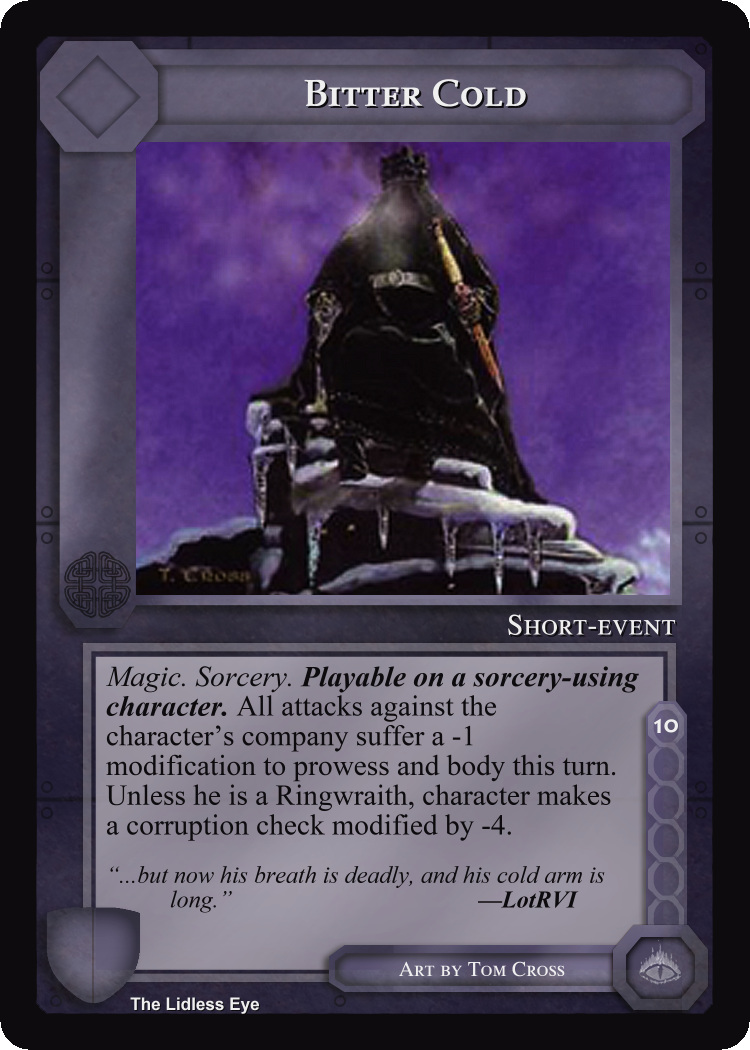 Bitter Cold
T. Cross
Short-event
Magic. Sorcery. Playable on a sorcery-using
character. All attacks against the
character's company suffer a -1
modification to prowess and body this turn.
Unless he is a Ringwraith, character makes
a corruption check modified by -4.
10
“...but now his breath is deadly, and his cold arm is
long.” —LotRVI
Art by Tom Cross
The Lidless Eye